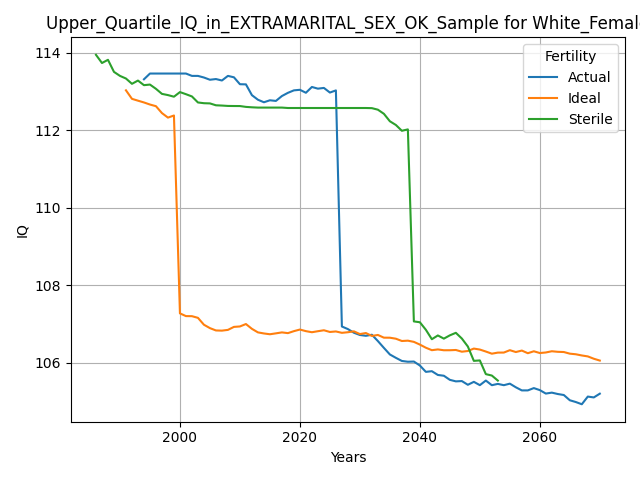 Upper_Quartile_IQ_in_EXTRAMARITAL_SEX_OK_Sample for White_Femal
114
112
110
108
106
IQ
Fertility
Actual
Ideal
Sterile
2000
2020
2040
2060
Years